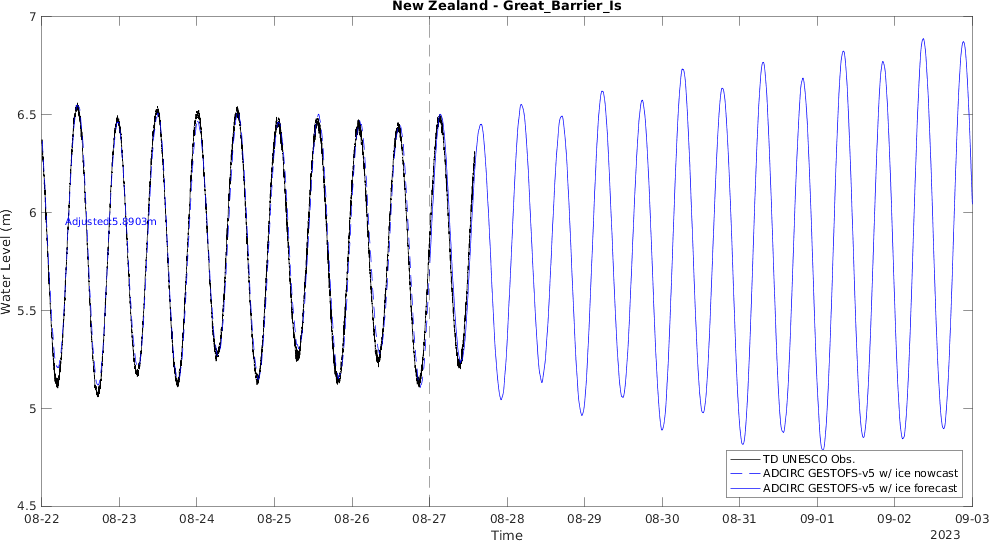 New Zealand - Great_Barrier_Is
7
6.5
6
5.5
5
4.5
Water Level (m)
Adjusted:5.8903m
TD UNESCO Obs.
ADCIRC GESTOFS-v5 w/ ice nowcast
ADCIRC GESTOFS-v5 w/ ice forecast
08-22 08-23 08-24 08-25 08-26 08-27 08-28 08-29 08-30 08-31 09-01 09-02 09-03
Time
2023